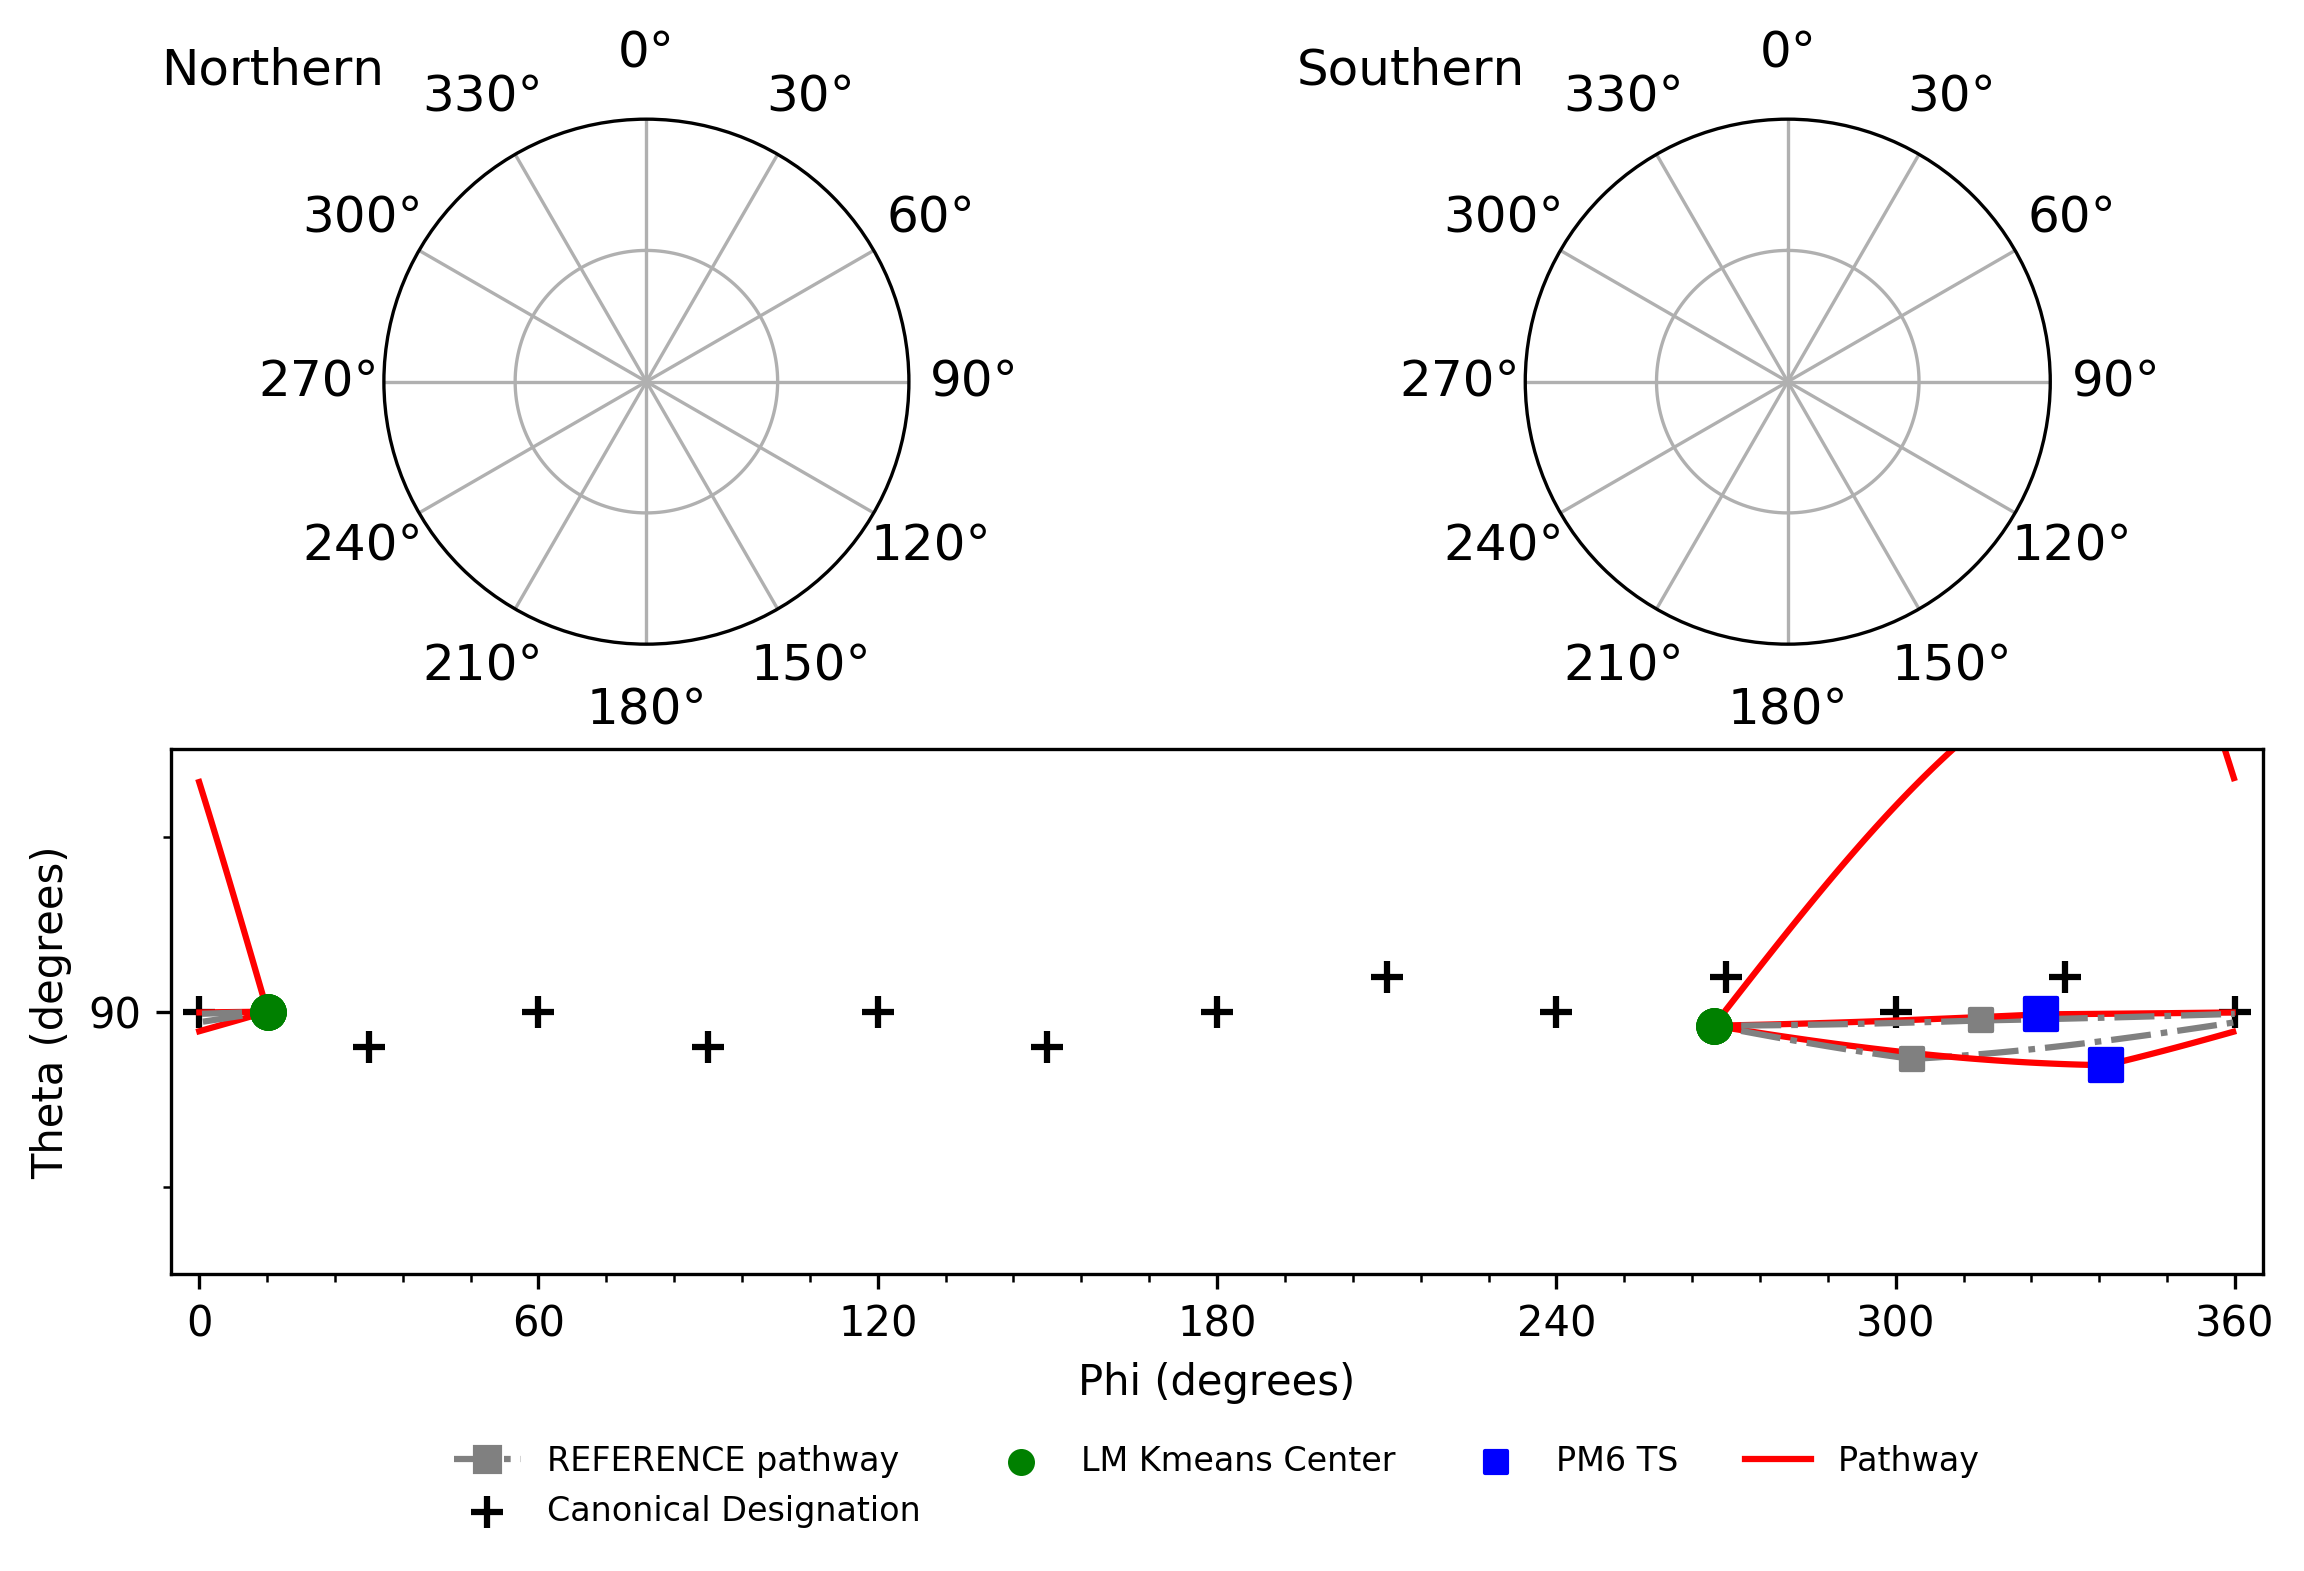 Northern
0°
330°
30°
300°
60°
270°
90°
240°
120°
210°
150°
180°
Southern
0°
330°
30°
300°
60°
270°
90°
240°
120°
210°
150°
180°
Theta (degrees)
90
0 60 120 180 240 300 360
Phi (degrees)
REFERENCE pathway
Canonical Designation
LM Kmeans Center
PM6 TS
Pathway